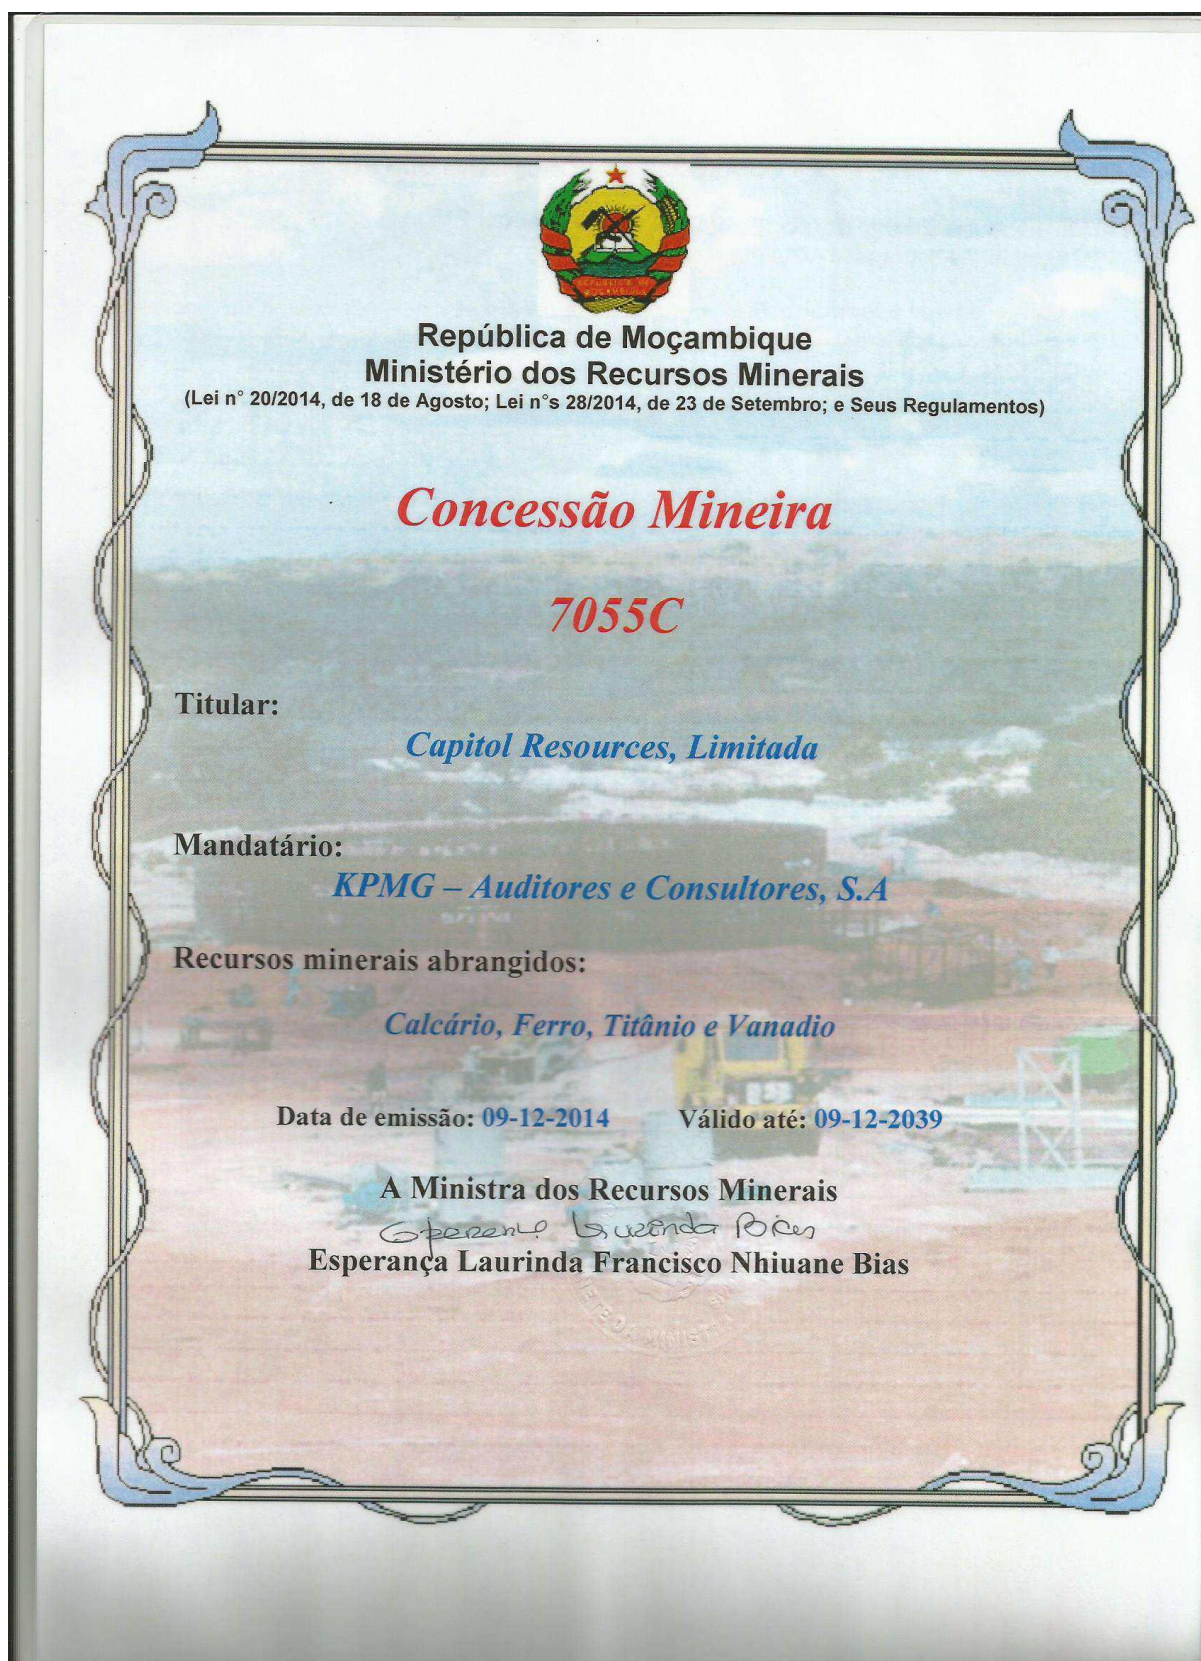 REPÚBLICA DE
MOÇAMBIQUE
República de Moçambique
Ministério dos Recursos Minerais
(Lei n° 20/2014, de 18 de Agosto; Lei n°s 28/2014, de 23 de Setembro; e Seus Regulamentos)
Concessão Mineira
7055C
Titular:
Capitol Resources, Limitada
Mandatário:
KPMG – Auditores e Consultores, S.A
Recursos minerais abrangidos:
Calcário, Ferro, Titânio e Vanadio
Data de emissão: 09-12-2014 Válido até: 09-12-2039
A Ministra dos Recursos Minerais
Esperança Laurinda Bias
Esperança Laurinda Francisco Nhiuane Bias